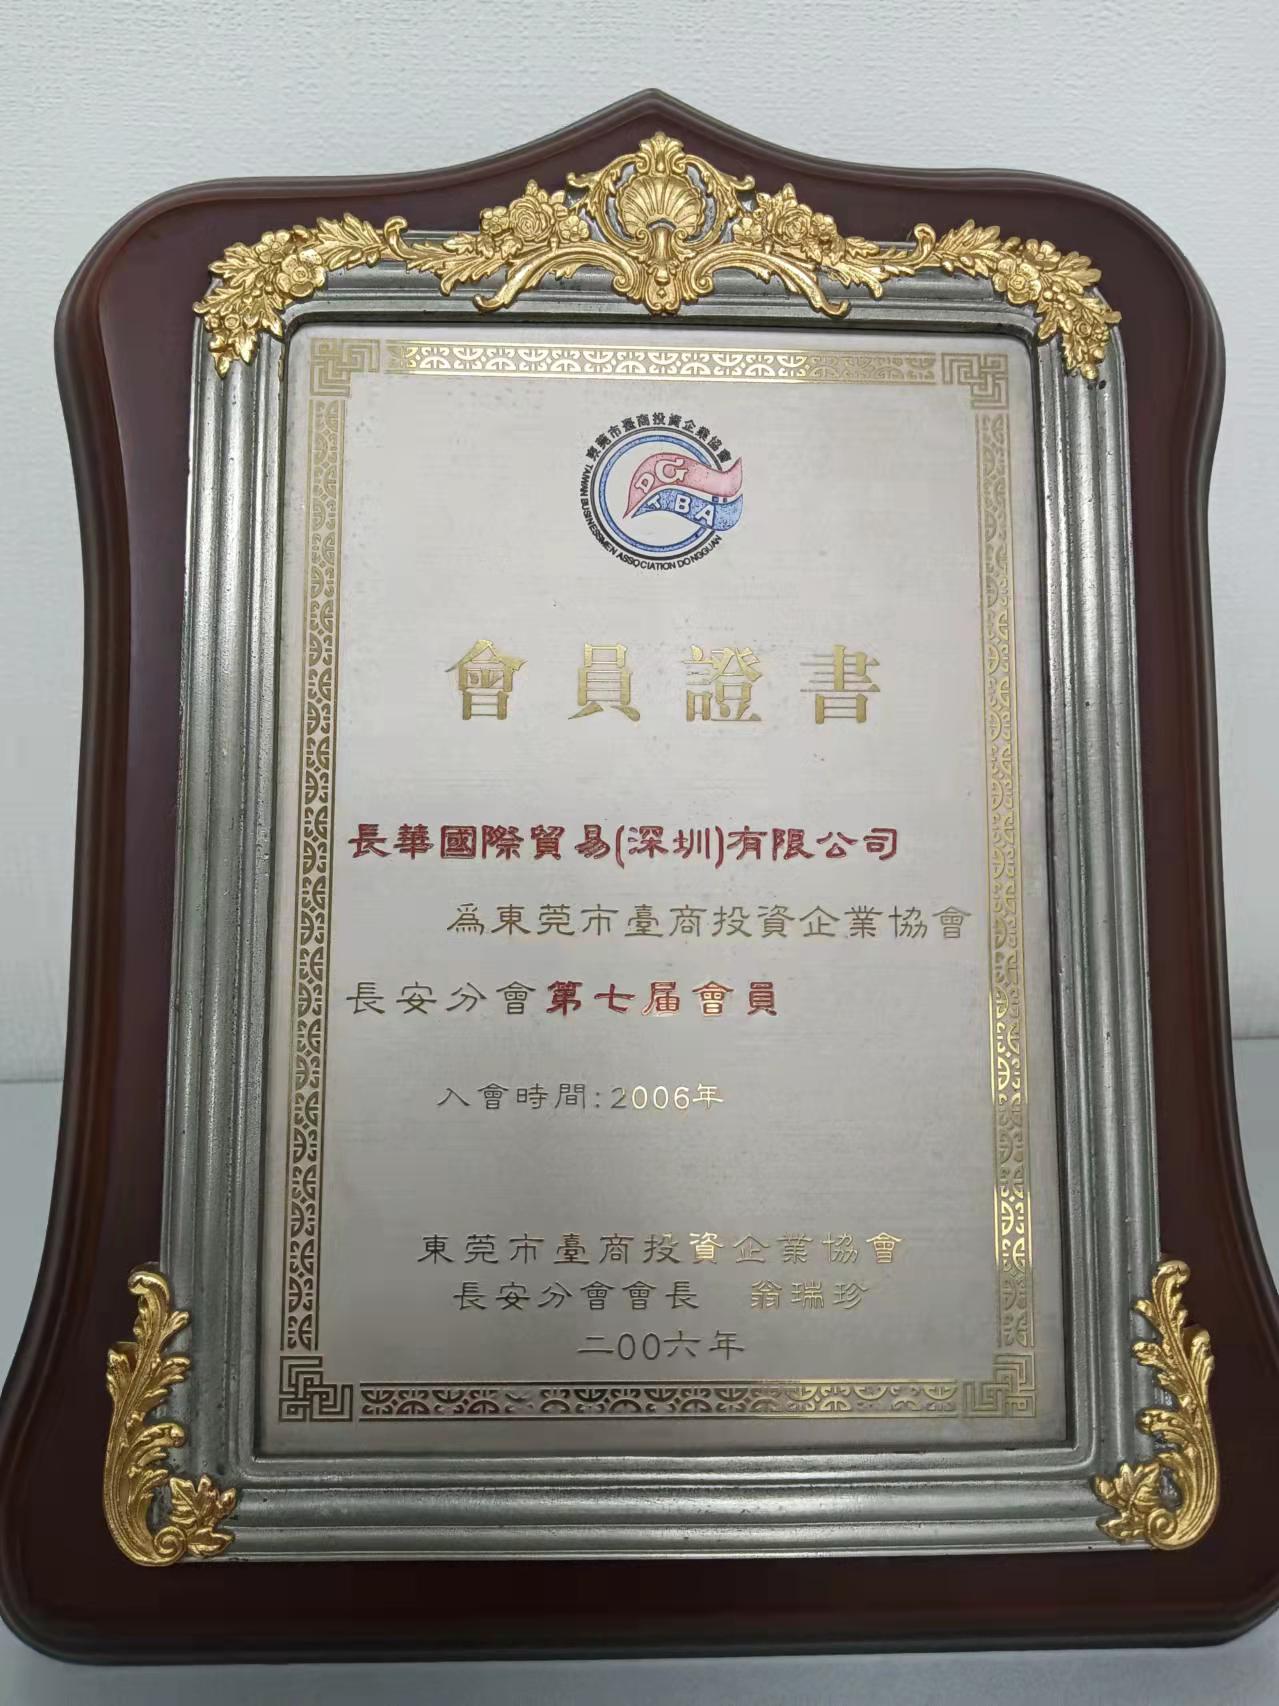 東莞市臺商投資企業協會
TAIWAN BUSINESSMEN ASSOCIATION DONGGUAN
DG
TBA
會員證書
長華國際貿易(深圳)有限公司
為東莞市臺商投資企業協會
長安分會第七届會員
入會時間:2006年
東莞市臺商投資企業協會
長安分會會長 翁瑞珍
二00六年